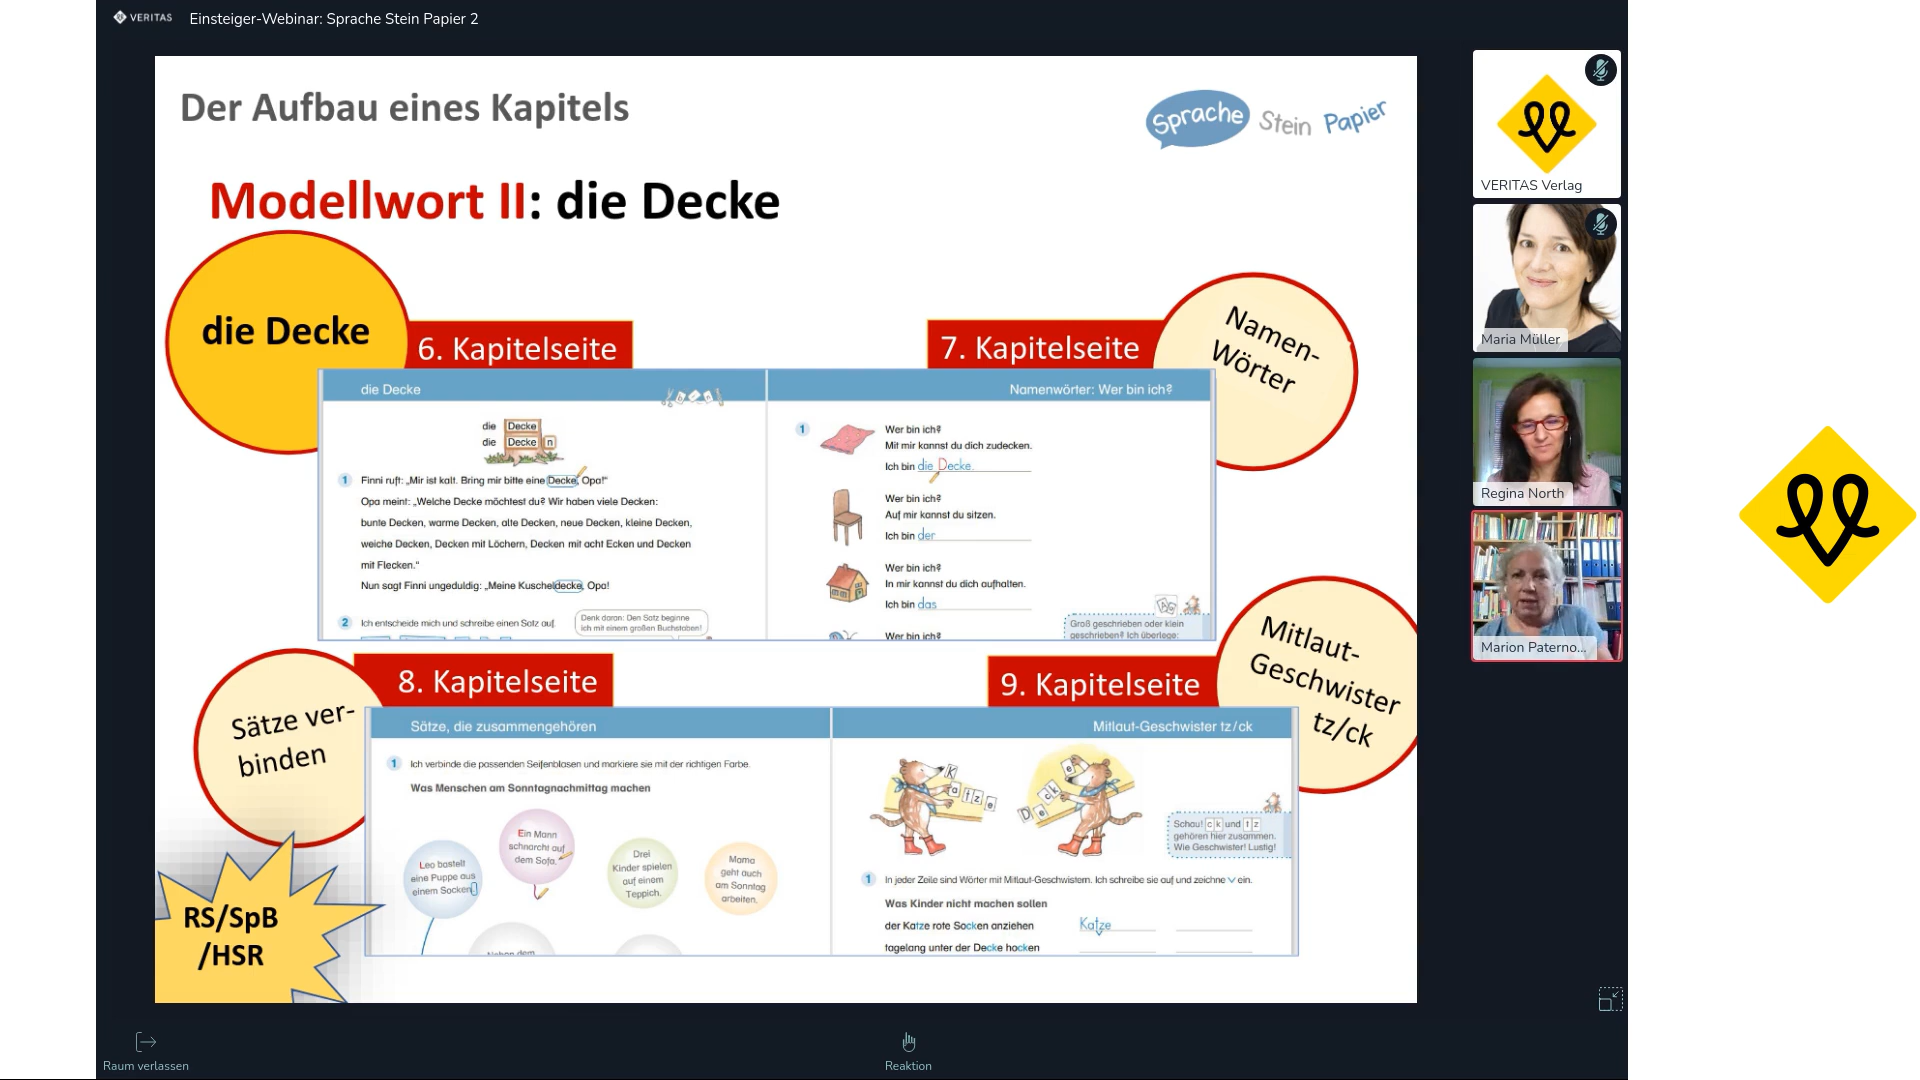 VERITAS
Einsteiger-Webinar: Sprache Stein Papier 2
Der Aufbau eines Kapitels
Sprache Stein Papier
Modellwort II: die Decke
die Decke
6. Kapitelseite
7. Kapitelseite
Namen-
Wörter
die Decke
die Decke
die Decke n
1 Finni ruft: „Mir ist kalt. Bring mir bitte eine Decke, Opa!“
Opa meint: „Welche Decke möchtest du? Wir haben viele Decken:
bunte Decken, warme Decken, alte Decken, neue Decken, kleine Decken,
weiche Decken, Decken mit Löchern, Decken mit acht Ecken und Decken
mit Flecken.“
Nun sagt Finni ungeduldig: „Meine Kuscheldecke, Opa!
2 Ich entscheide mich und schreibe einen Satz auf.
Denk daran: Den Satz beginne
ich mit einem großen Buchstaben!
Namenwörter: Wer bin ich?
1 Wer bin ich?
Mit mir kannst du dich zudecken.
Ich bin die Decke.
Wer bin ich?
Auf mir kannst du sitzen.
Ich bin der
Wer bin ich?
In mir kannst du dich aufhalten.
Ich bin das
Wer bin ich?
Groß geschrieben oder klein
geschrieben? Ich überlege:
8. Kapitelseite
9. Kapitelseite
Sätze ver-
binden
Mitlaut-
Geschwister
tz/ck
Sätze, die zusammengehören
1 Ich verbinde die passenden Seifenblasen und markiere sie mit der richtigen Farbe.
Was Menschen am Sonntagnachmittag machen
Leo bastelt
eine Puppe aus
einem Socken
Ein Mann
schnarcht auf
dem Sofa.
Drei
Kinder spielen
auf einem
Teppich.
Mama
geht auch
am Sonntag
arbeiten.
Neben dem
Mitlaut-Geschwister tz/ck
K a tz e
D e ck e
Schau! ck und tz
gehören hier zusammen.
Wie Geschwister! Lustig!
1 In jeder Zeile sind Wörter mit Mitlaut-Geschwistern. Ich schreibe sie auf und zeichne ein.
Was Kinder nicht machen sollen
der Katze rote Socken anziehen Katze
tagelang unter der Decke hocken
RS/SpB
/HSR
VERITAS Verlag
Maria Müller
Regina North
Marion Paterno...
Raum verlassen
Reaktion